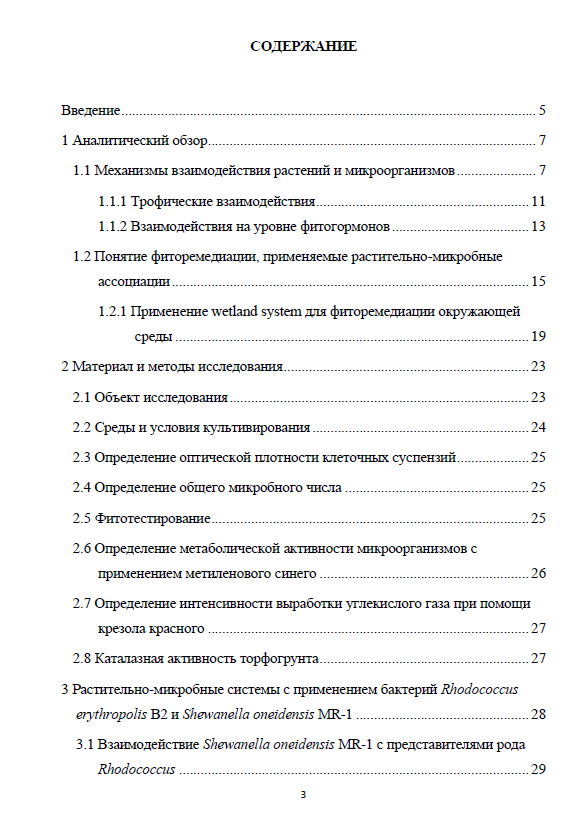 СОДЕРЖАНИЕ
Введение 5
1 Аналитический обзор 7
1.1 Механизмы взаимодействия растений и микроорганизмов 7
1.1.1 Трофические взаимодействия 11
1.1.2 Взаимодействия на уровне фитогормонов 13
1.2 Понятие фиторемедиации, применяемые растительно-микробные
ассоциации 15
1.2.1 Применение wetland system для фиторемедиации окружающей
среды 19
2 Материал и методы исследования 23
2.1 Объект исследования 23
2.2 Среды и условия культивирования 24
2.3 Определение оптической плотности клеточных суспензий 25
2.4 Определение общего микробного числа 25
2.5 Фитотестирование 25
2.6 Определение метаболической активности микроорганизмов с
применением метиленового синего 26
2.7 Определение интенсивности выработки углекислого газа при помощи
крезола красного 27
2.8 Каталазная активность торфогрунта 27
3 Растительно-микробные системы с применением бактерий Rhodococcus
erythropolis B2 и Shewanella oneidensis MR-1 28
3.1 Взаимодействие Shewanella oneidensis MR-1 с представителями рода
Rhodococcus 29
3